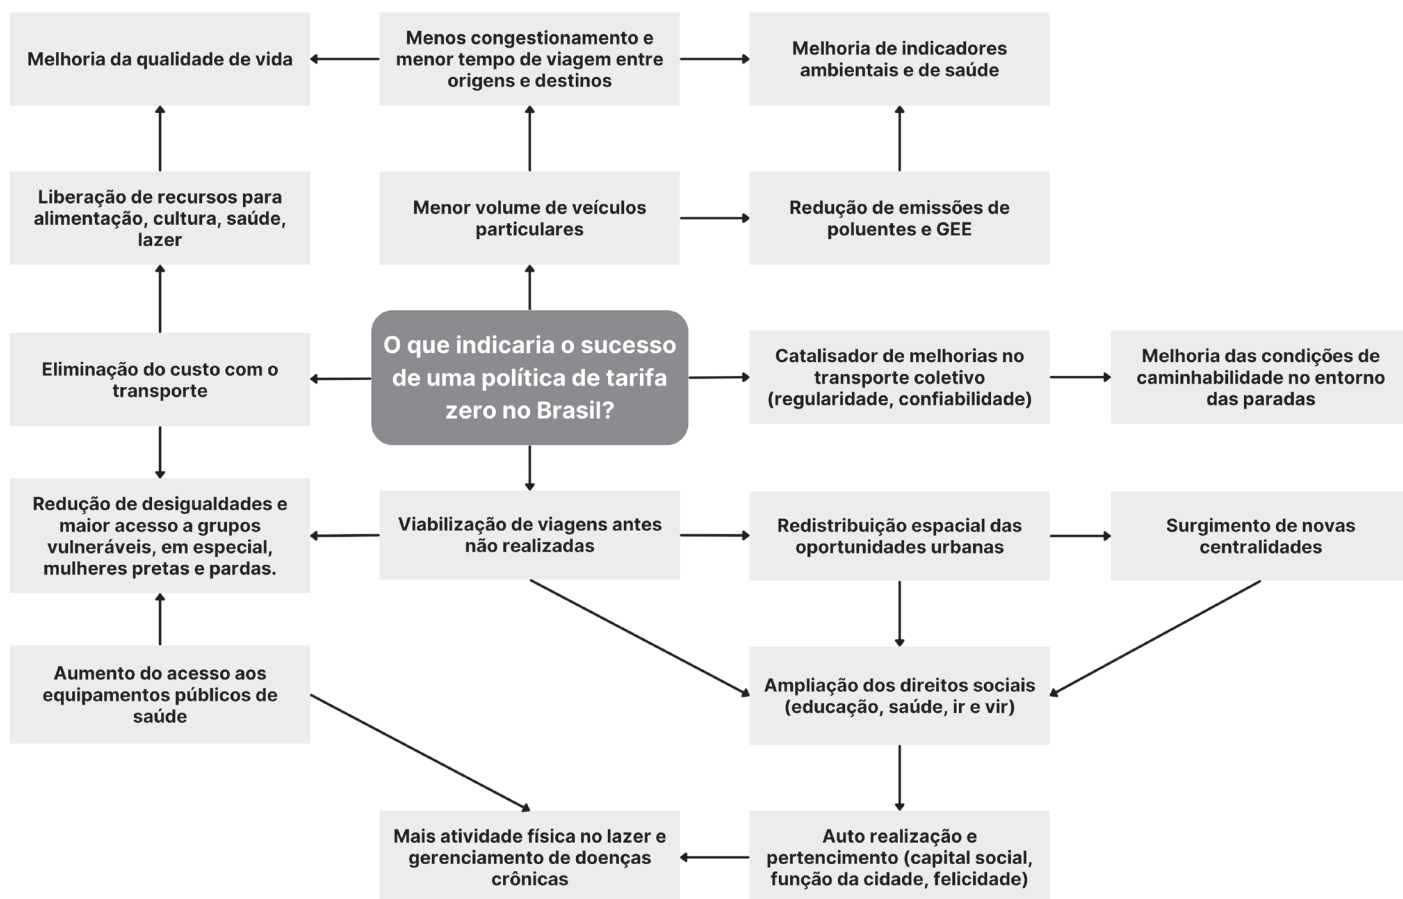 Melhoria da qualidade de vida
Menos congestionamento e
menor tempo de viagem entre
origens e destinos
Melhoria de indicadores
ambientais e de saúde
Liberação de recursos para
alimentação, cultura, saúde,
lazer
Menor volume de veículos
particulares
Redução de emissões de
poluentes e GEE
Eliminação do custo com o
transporte
O que indicaria o sucesso
de uma política de tarifa
zero no Brasil?
Catalisador de melhorias no
transporte coletivo
(regularidade, confiabilidade)
Melhoria das condições de
caminhabilidade no entorno
das paradas
Redução de desigualdades e
maior acesso a grupos
vulneráveis, em especial,
mulheres pretas e pardas.
Viabilização de viagens antes
não realizadas
Redistribuição espacial das
oportunidades urbanas
Surgimento de novas
centralidades
Aumento do acesso aos
equipamentos públicos de
saúde
Ampliação dos direitos sociais
(educação, saúde, ir e vir)
Mais atividade física no lazer e
gerenciamento de doenças
crônicas
Auto realização e
pertencimento (capital social,
função da cidade, felicidade)